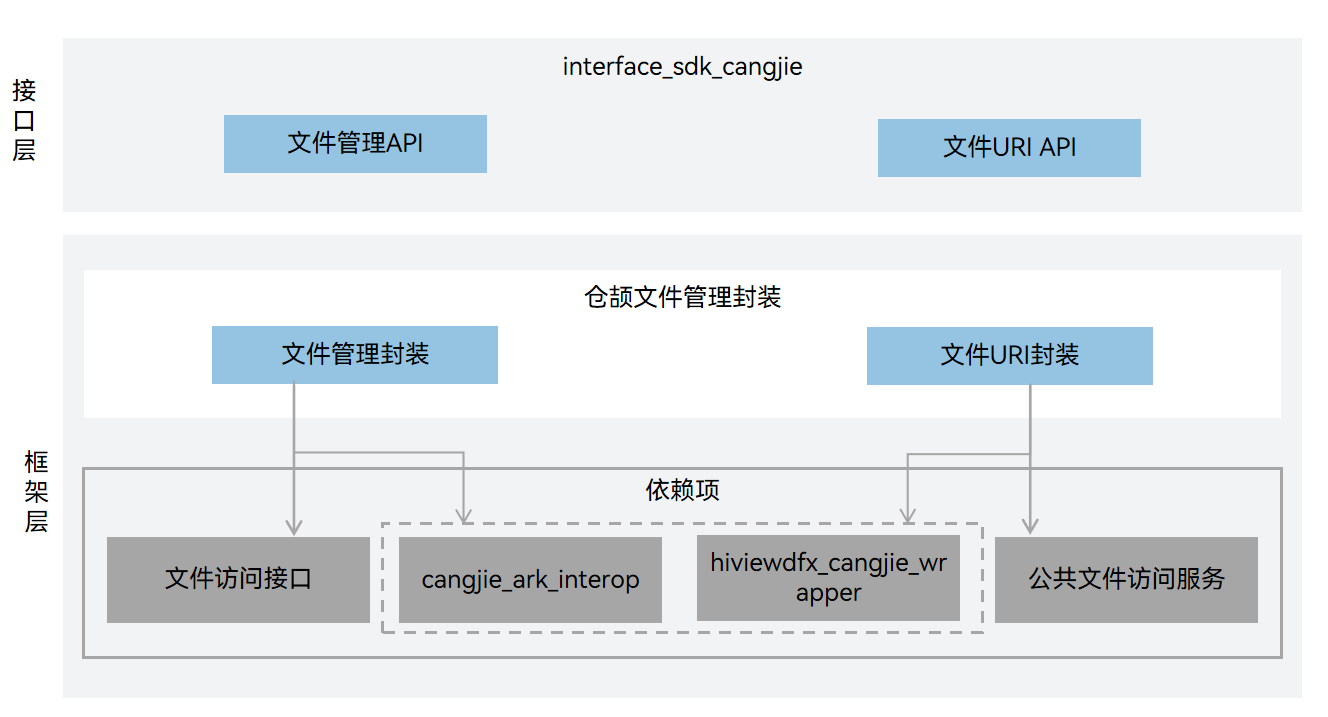 接
口
层
interface_sdk_cangjie
文件管理API
文件URI API
框
架
层
仓颉文件管理封装
文件管理封装
文件URI封装
依赖项
文件访问接口
cangjie_ark_interop
hiviewdfx_cangjie_wr
apper
公共文件访问服务